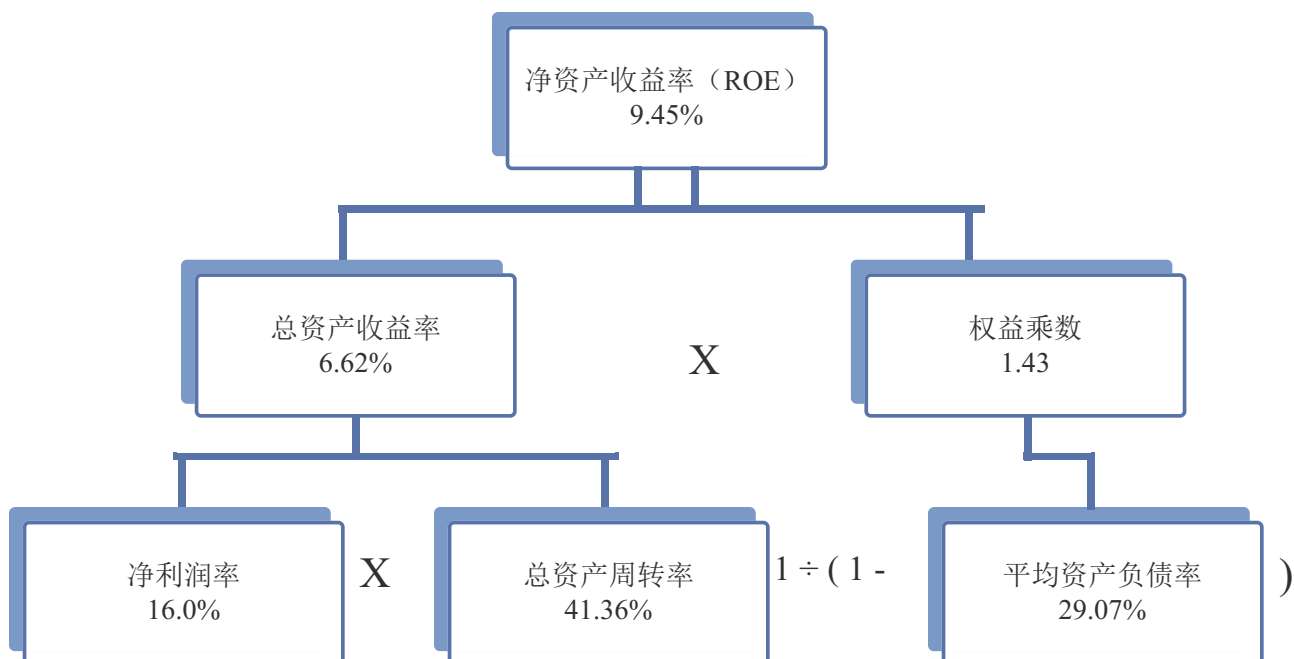 净资产收益率（ROE）
9.45%
总资产收益率
6.62%
X
权益乘数
1.43
净利润率
16.0%
X
总资产周转率
41.36%
1 ÷ ( 1 -
平均资产负债率
29.07%
)